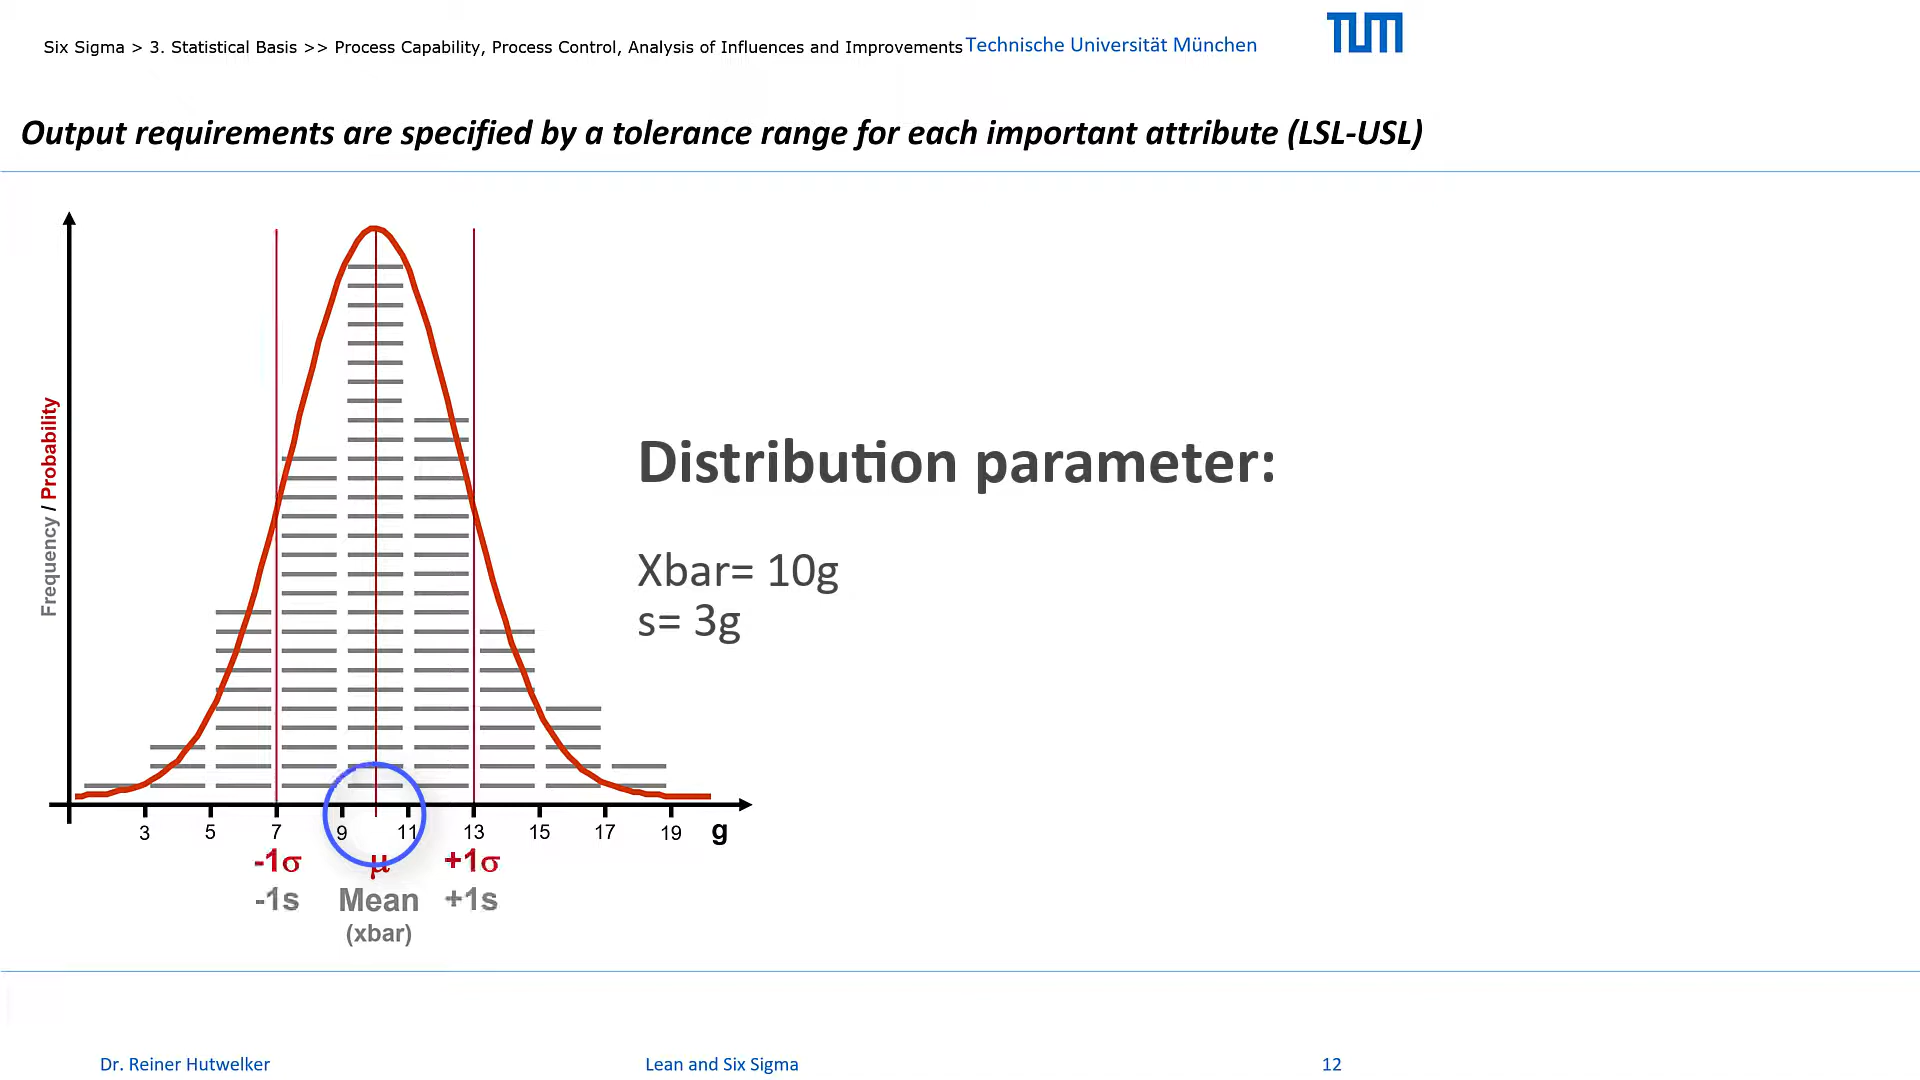 Six Sigma > 3. Statistical Basis >> Process Capability, Process Control, Analysis of Influences and Improvements
Technische Universität München
TUM
Output requirements are specified by a tolerance range for each important attribute (LSL-USL)
Frequency / Probability
Distribution parameter:
Xbar= 10g
s= 3g
3 5 7 9 11 13 15 17 19 g
-1σ μ +1σ
-1s Mean +1s
(xbar)
Dr. Reiner Hutwelker
Lean and Six Sigma
12